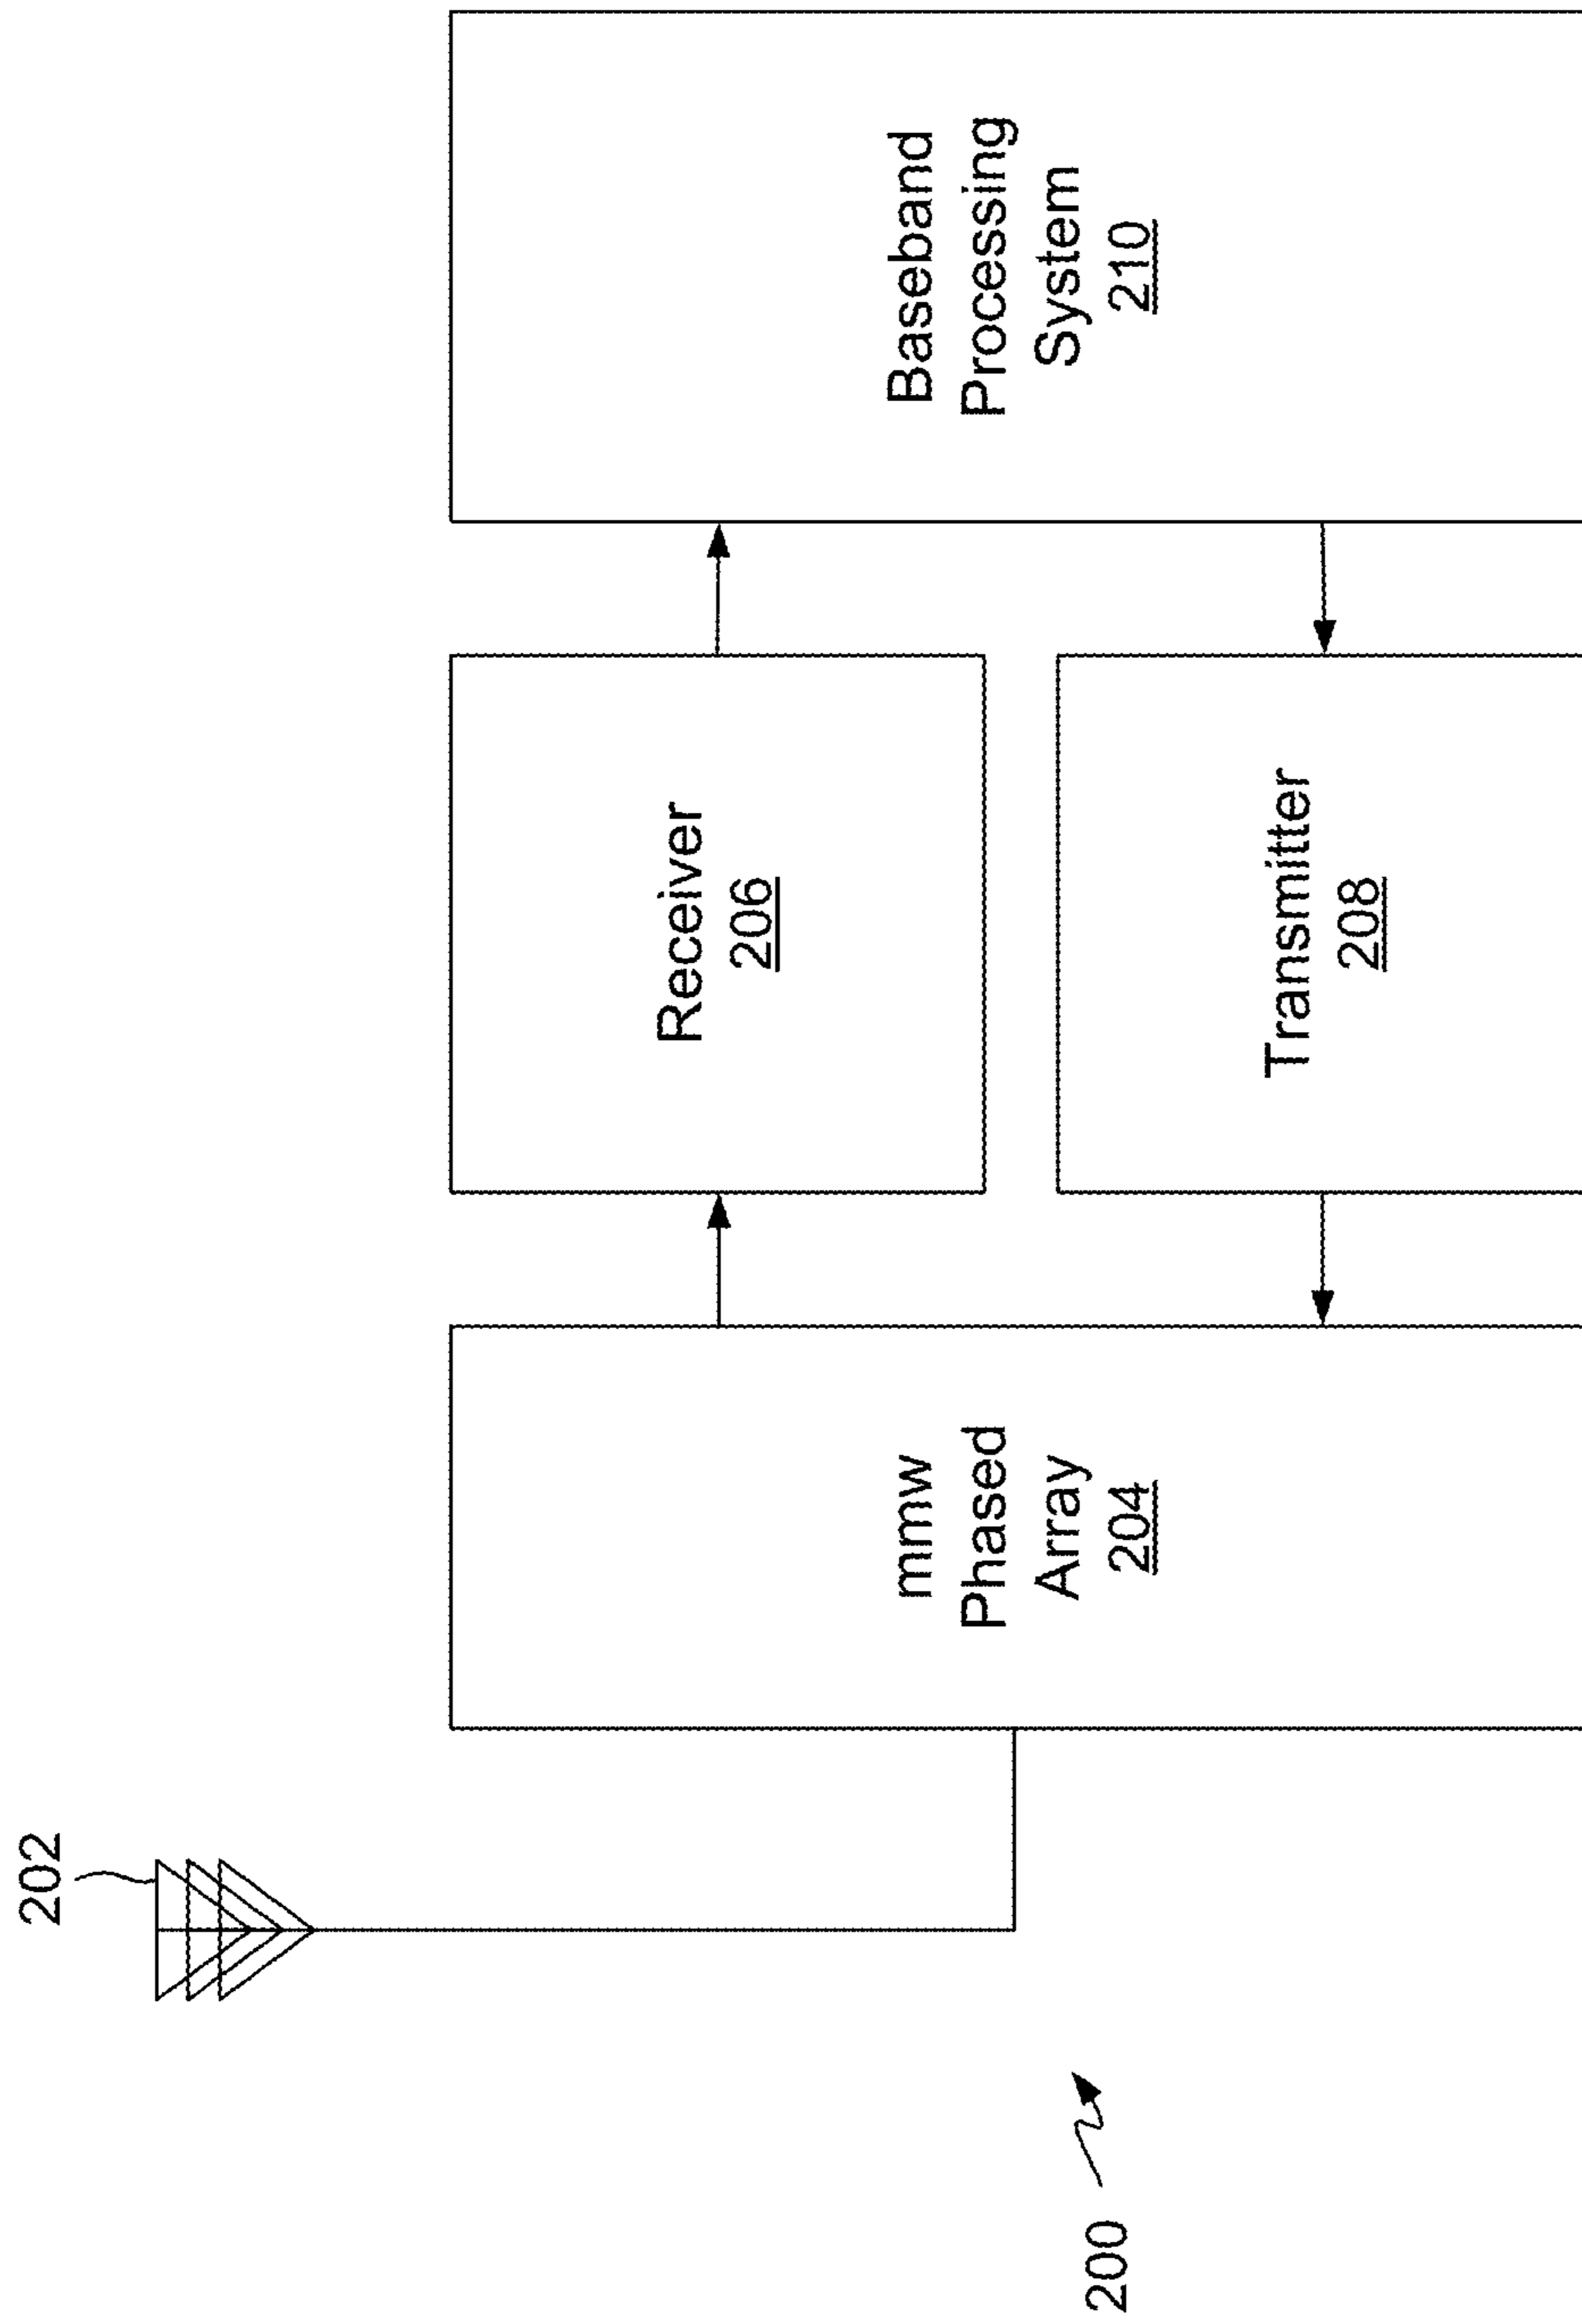 202
200
mmw
Phased
Array
204
Receiver
206
Transmitter
208
Baseband
Processing
System
210